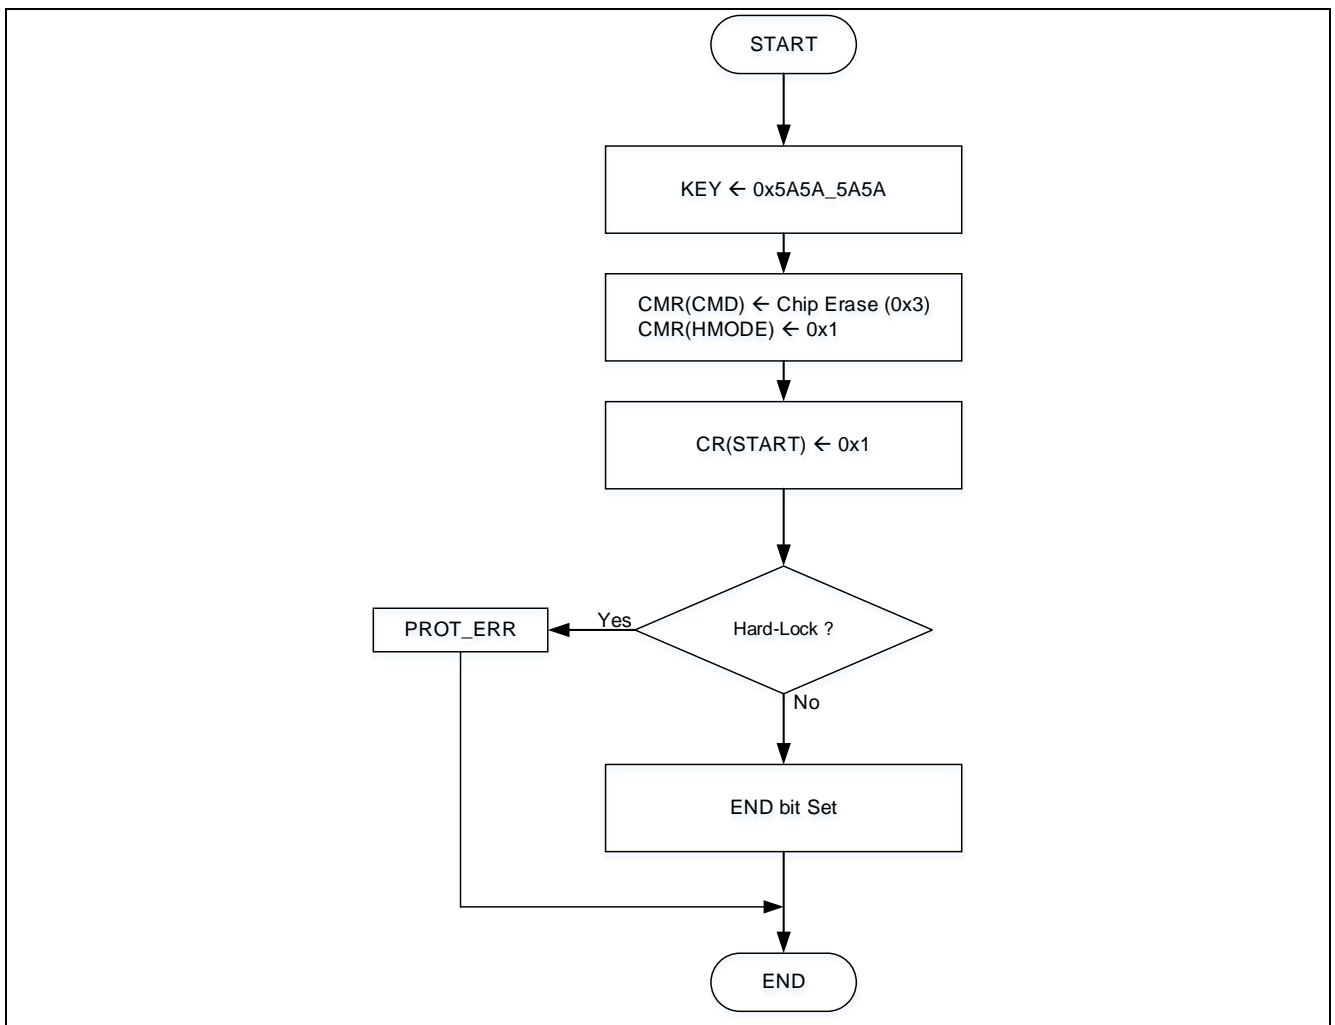 START
KEY ← 0x5A5A_5A5A
CMR(CMD) ← Chip Erase (0x3)
CMR(HMODE) ← 0x1
CR(START) ← 0x1
Hard-Lock ?
Yes
PROT_ERR
No
END bit Set
END